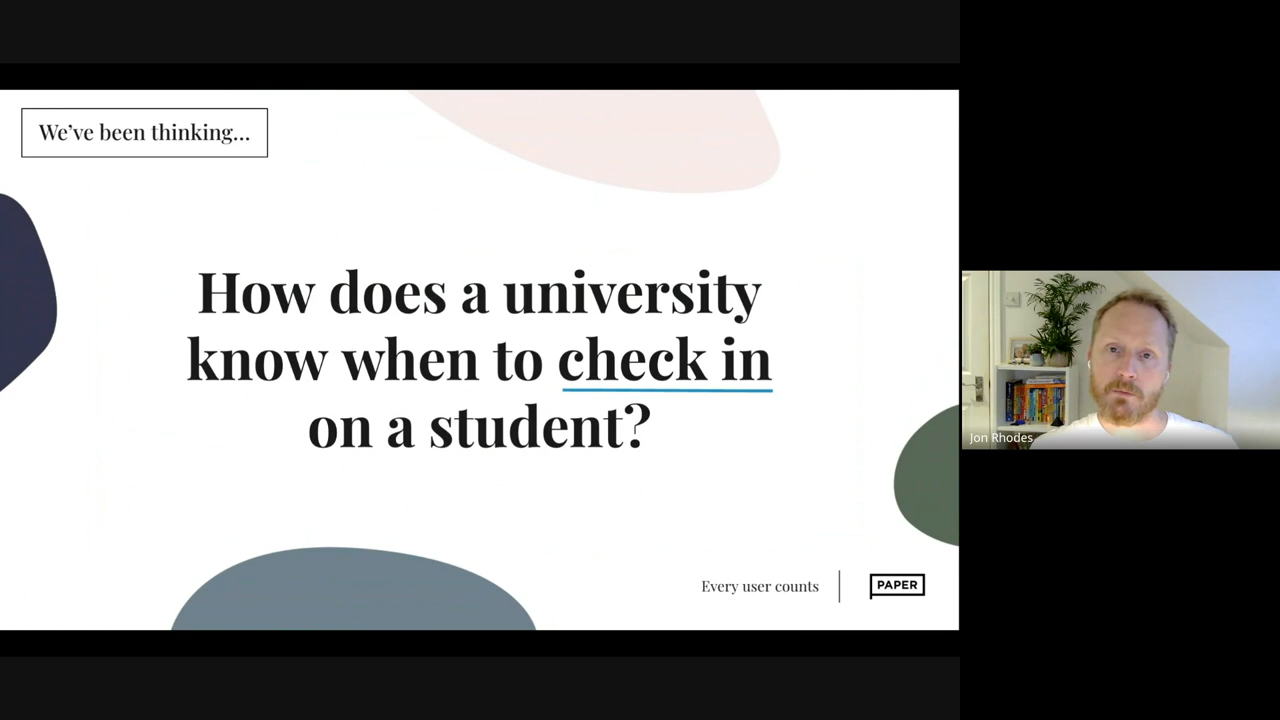 We've been thinking...
How does a university
know when to check in
on a student?
Every user counts
PAPER
Jon Rhodes